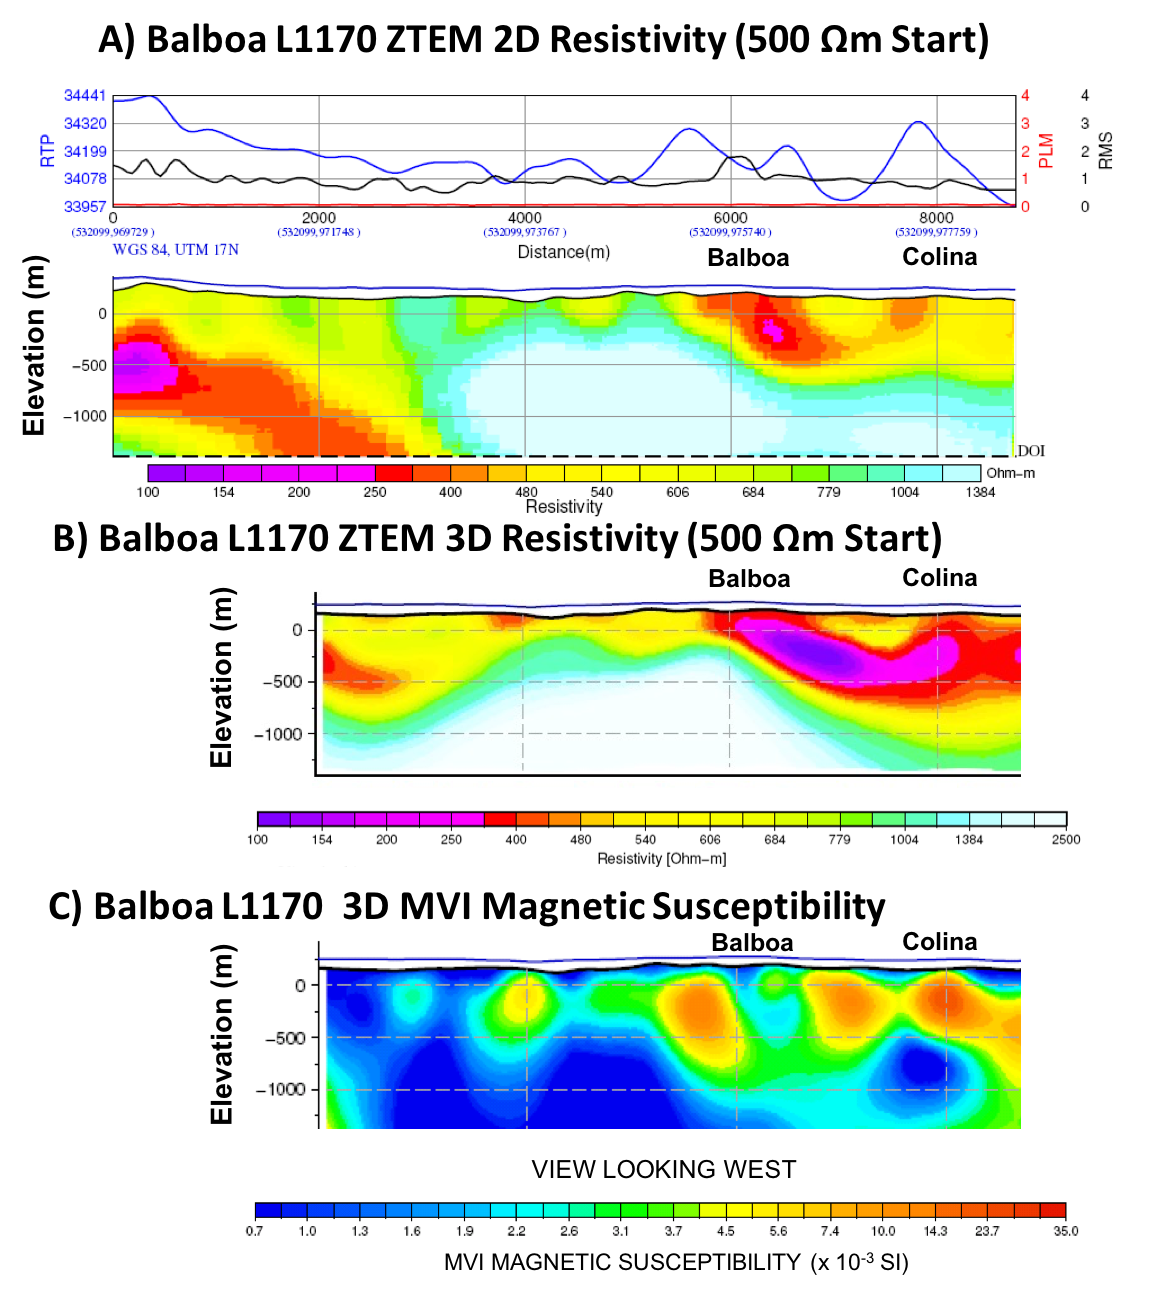 A) Balboa L1170 ZTEM 2D Resistivity (500 Ωm Start)
34441 4 4
34320 3 3
34199 2 2
34078 1 1
33957 0 0
RTP PLM RMS
0 2000 4000 6000 8000
(532099,969729 ) (532099,971748 ) (532099,973767 ) (532099,975740 ) (532099,977759 )
WGS 84, UTM 17N Distance(m) Balboa Colina
Elevation (m)
0
−500
−1000
DOI
Ohm−m
100 154 200 250 400 480 540 606 684 779 1004 1384
Resistivity
B) Balboa L1170 ZTEM 3D Resistivity (500 Ωm Start)
Balboa Colina
Elevation (m)
0
−500
−1000
100 154 200 250 400 480 540 606 684 779 1004 1384 2500
Resistivity [Ohm−m]
C) Balboa L1170 3D MVI Magnetic Susceptibility
Balboa Colina
Elevation (m)
0
−500
−1000
VIEW LOOKING WEST
0.7 1.0 1.3 1.6 1.9 2.2 2.6 3.1 3.7 4.5 5.6 7.4 10.0 14.3 23.7 35.0
MVI MAGNETIC SUSCEPTIBILITY (x 10⁻³ SI)